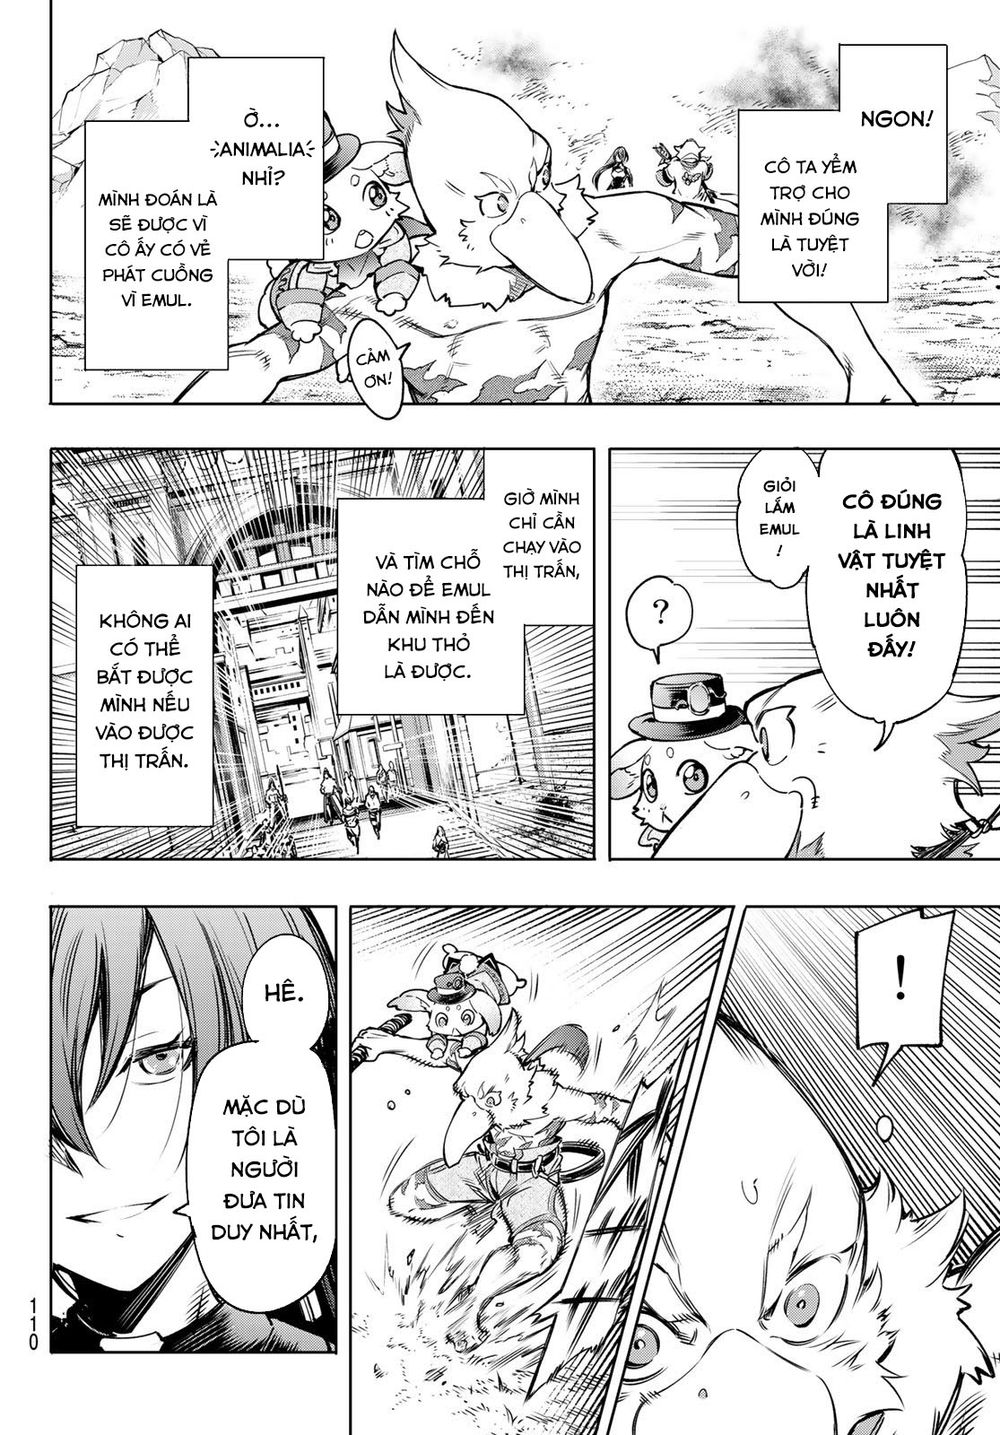 NGON!
CÔ TA YỂM
TRỢ CHO
MÌNH ĐÚNG
LÀ TUYỆT
VỜI!
Ờ...
ANIMALIA
NHỈ?
MÌNH ĐOÁN LÀ
SẼ ĐƯỢC VÌ
CÔ ẤY CÓ VẺ
PHÁT CUỒNG
VÌ EMUL.
CẢM
ƠN!
CÔ ĐÚNG
LÀ LINH
VẬT TUYỆT
NHẤT
LUÔN
ĐẤY!
GIỎI
LẮM
EMUL
!
?
GIỜ MÌNH
CHỈ CẦN
CHẠY VÀO
THỊ TRẤN,
VÀ TÌM CHỖ
NÀO ĐỂ EMUL
DẪN MÌNH ĐẾN
KHU THỎ
LÀ ĐƯỢC.
KHÔNG AI
CÓ THỂ
BẮT ĐƯỢC
MÌNH NẾU
VÀO ĐƯỢC
THỊ TRẤN.
!
HÊ.
MẶC DÙ
TÔI LÀ
NGƯỜI
ĐƯA TIN
DUY NHẤT,
110